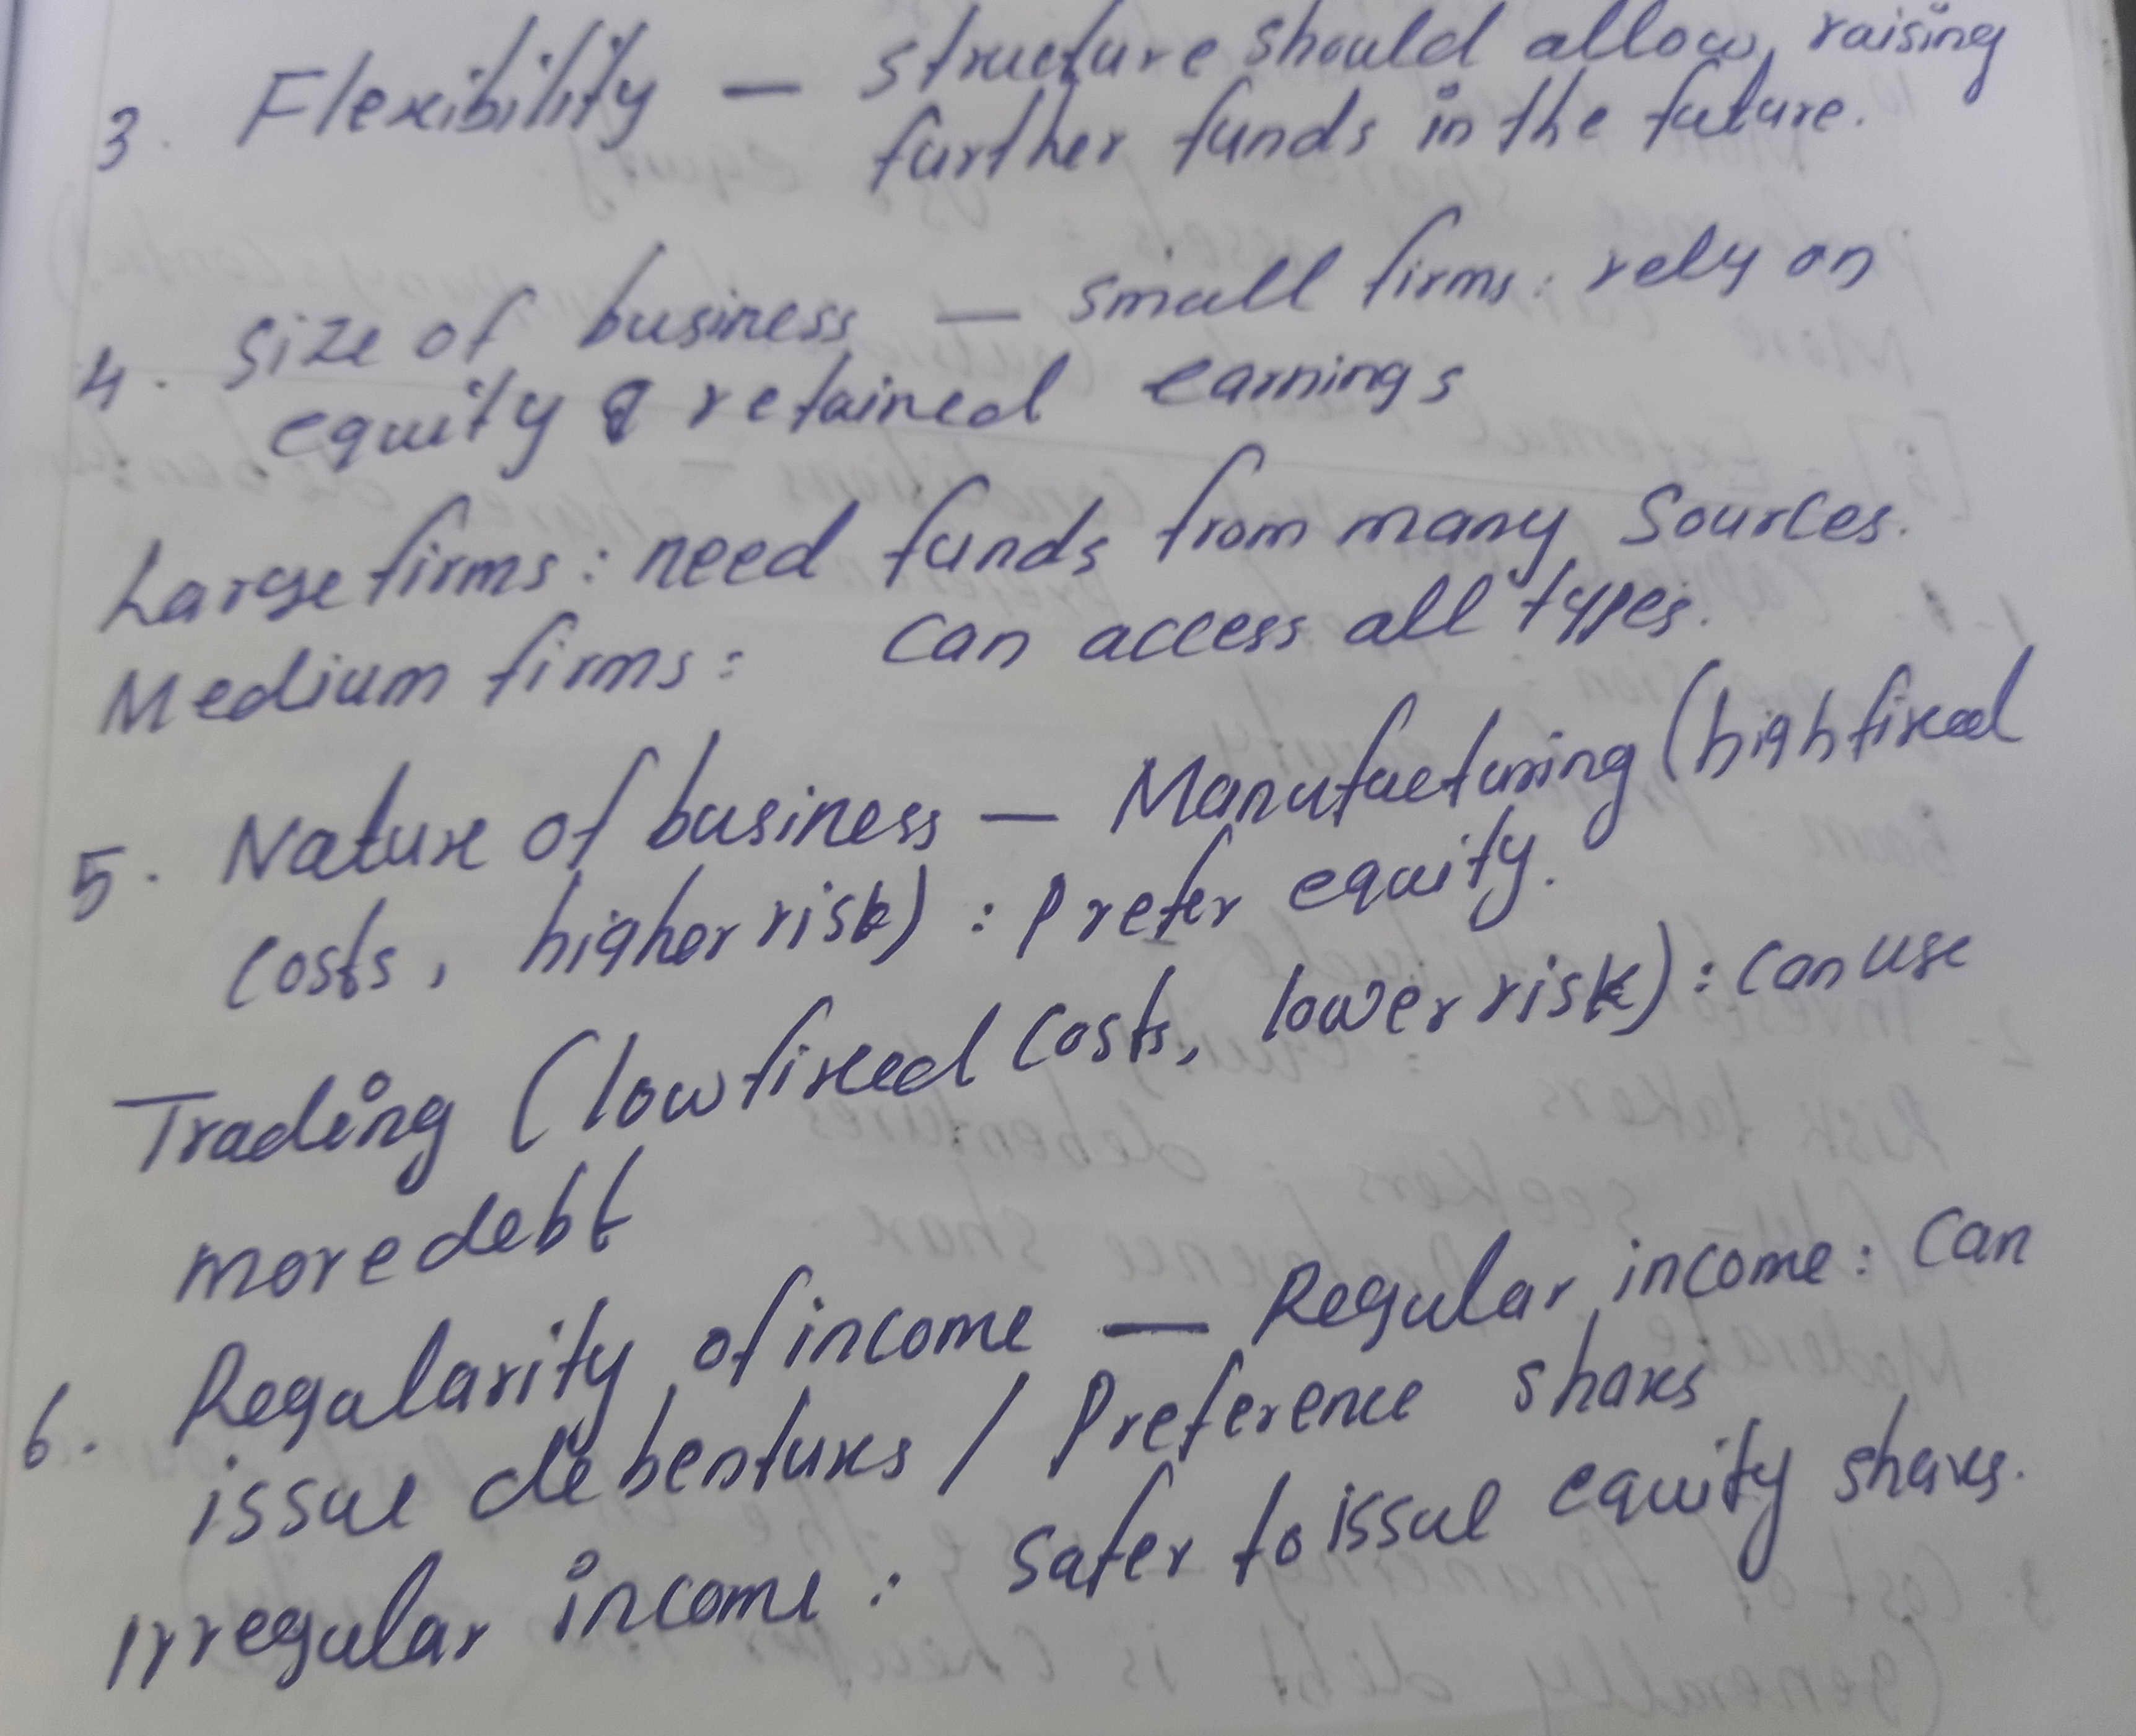 3. Flexibility — structure should allow raising
further funds in the future.
4. Size of business — small firms: rely on
equity & retained earnings
Large firms: need funds from many sources.
Medium firms: can access all types.
5. Nature of business — Manufacturing (high fixed
costs, higher risk) : prefer equity.
Trading (low fixed costs, lower risk) : can use
more debt
6. Regularity of income — Regular income: can
issue debentures / Preference shares
Irregular income: safer to issue equity shares.